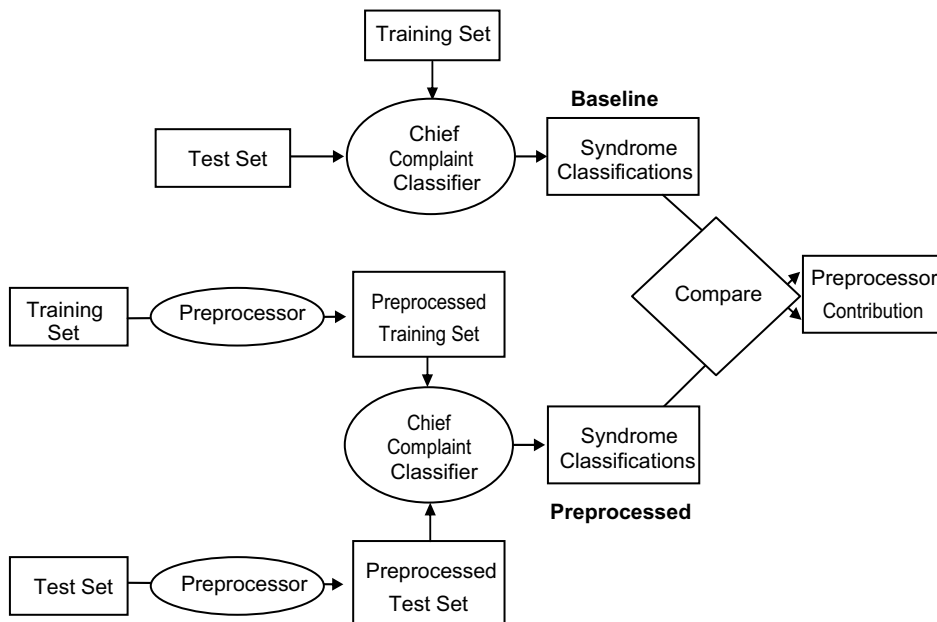 Training Set
Baseline
Test Set
Chief
Complaint
Classifier
Syndrome
Classifications
Training
Set
Preprocessor
Preprocessed
Training Set
Compare
Preprocessor
Contribution
Chief
Complaint
Classifier
Syndrome
Classifications
Preprocessed
Test Set
Preprocessor
Preprocessed
Test Set